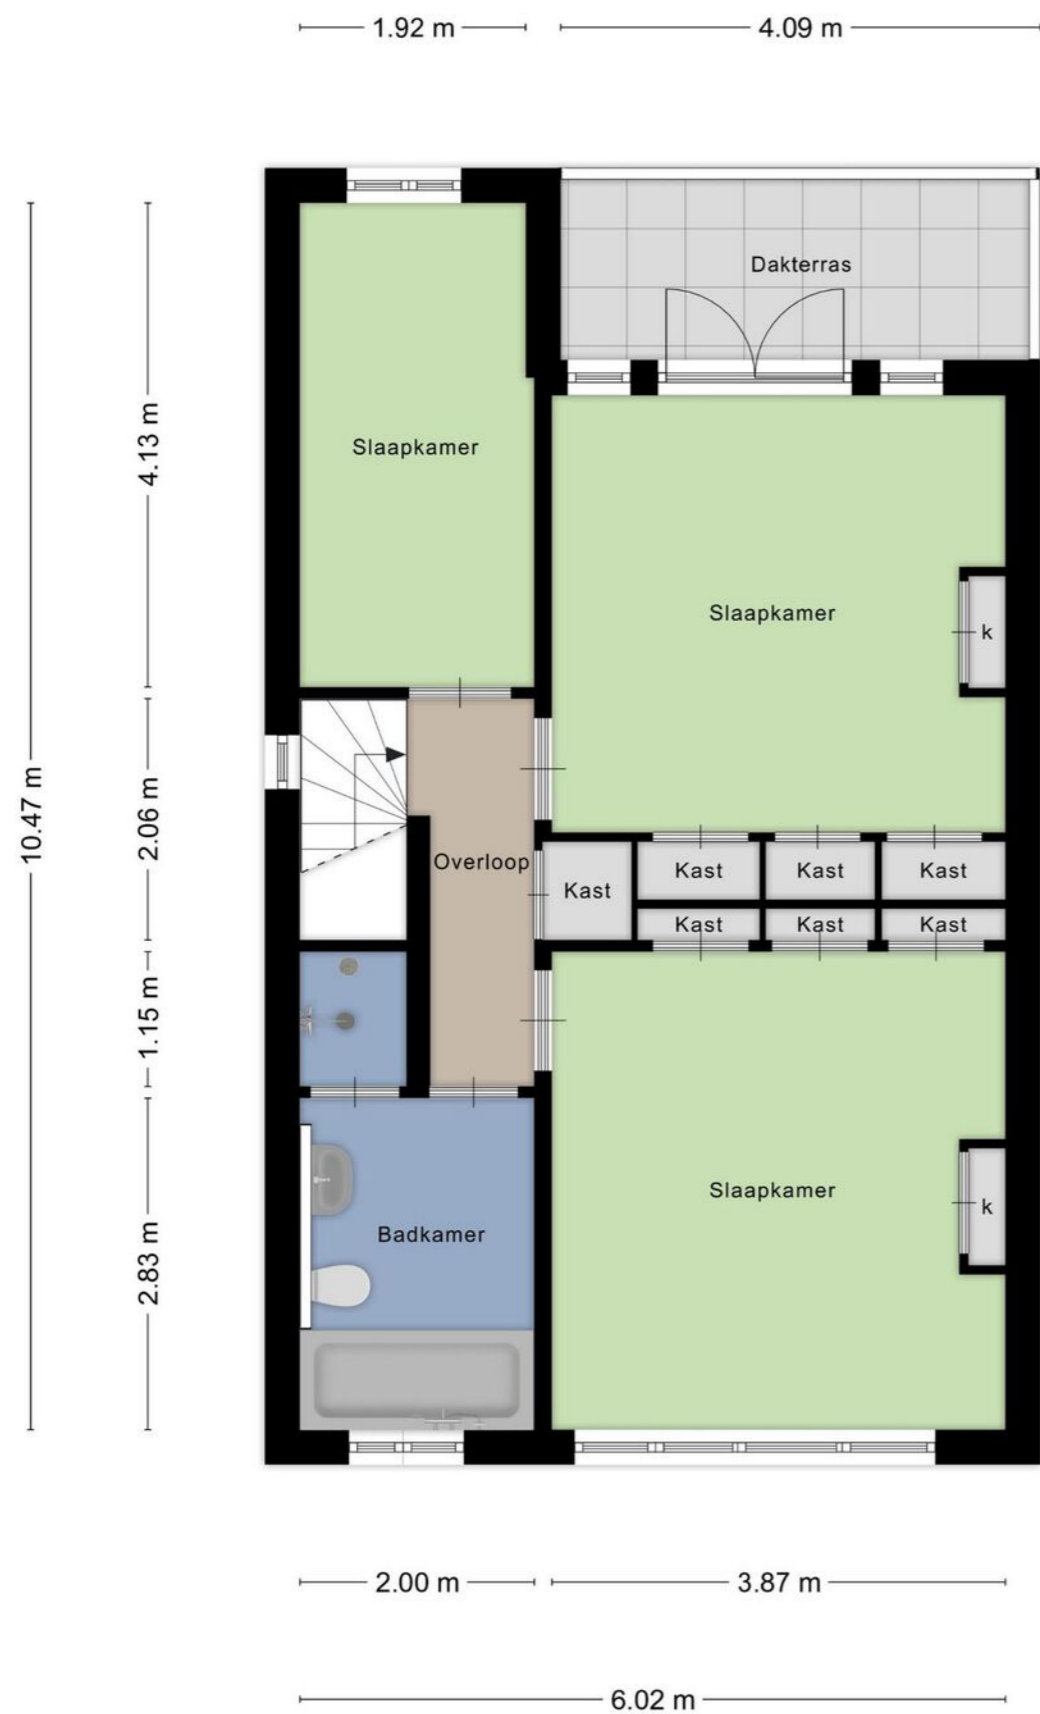 1.92 m
4.09 m
Dakterras
4.13 m
Slaapkamer
Slaapkamer
k
10.47 m
2.06 m
Overloop
Kast
Kast
Kast
Kast
Kast
Kast
Kast
1.15 m
2.83 m
Slaapkamer
k
Badkamer
2.00 m
3.87 m
6.02 m